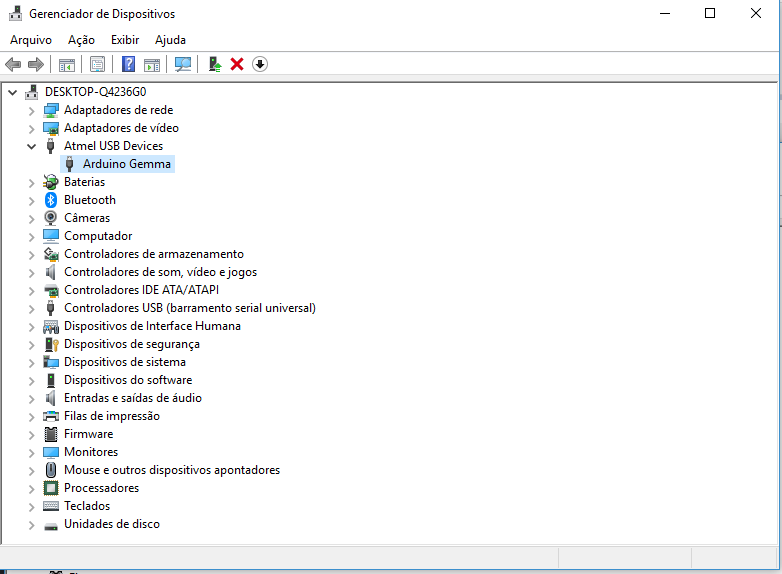 Gerenciador de Dispositivos
Arquivo Ação Exibir Ajuda
DESKTOP-Q4236G0
Adaptadores de rede
Adaptadores de vídeo
Atmel USB Devices
Arduino Gemma
Baterias
Bluetooth
Câmeras
Computador
Controladores de armazenamento
Controladores de som, vídeo e jogos
Controladores IDE ATA/ATAPI
Controladores USB (barramento serial universal)
Dispositivos de Interface Humana
Dispositivos de segurança
Dispositivos de sistema
Dispositivos do software
Entradas e saídas de áudio
Filas de impressão
Firmware
Monitores
Mouse e outros dispositivos apontadores
Processadores
Teclados
Unidades de disco